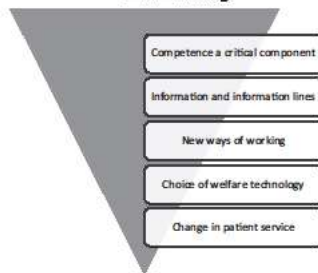 Competence a critical component
Information and information lines
New ways of working
Choice of welfare technology
Change in patient service